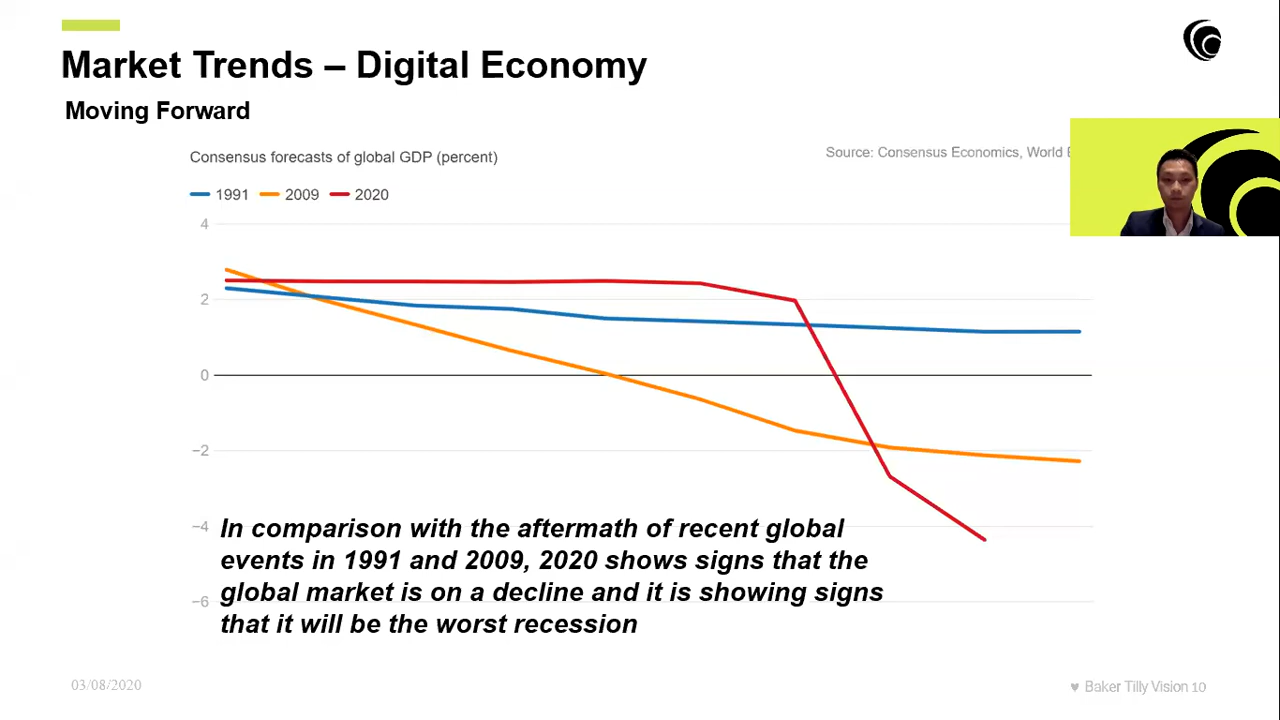 Market Trends – Digital Economy
Moving Forward
Consensus forecasts of global GDP (percent)
Source: Consensus Economics, World
1991 2009 2020
4
2
0
−2
−4
−6
In comparison with the aftermath of recent global
events in 1991 and 2009, 2020 shows signs that the
global market is on a decline and it is showing signs
that it will be the worst recession
03/08/2020
♥ Baker Tilly Vision 10